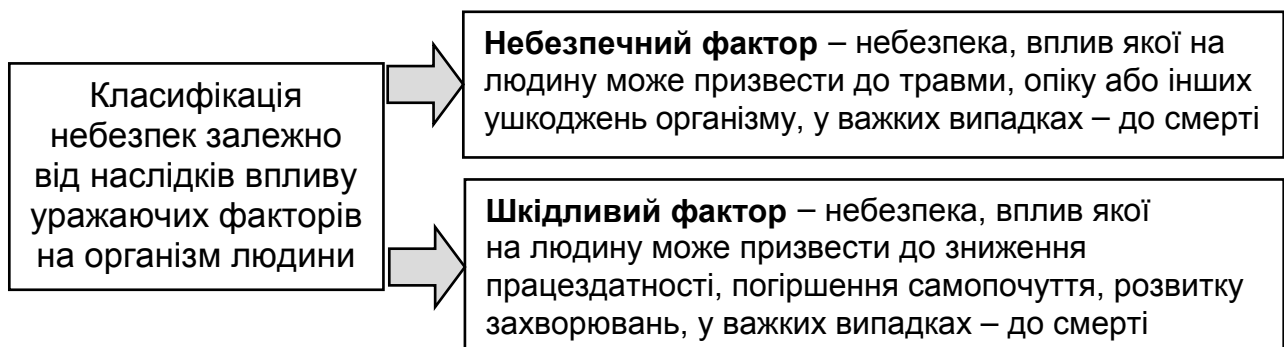 Класифікація
небезпек залежно
від наслідків впливу
уражаючих факторів
на організм людини
Небезпечний фактор – небезпека, вплив якої на
людину може призвести до травми, опіку або інших
ушкоджень організму, у важких випадках – до смерті
Шкідливий фактор – небезпека, вплив якої
на людину може призвести до зниження
працездатності, погіршення самопочуття, розвитку
захворювань, у важких випадках – до смерті